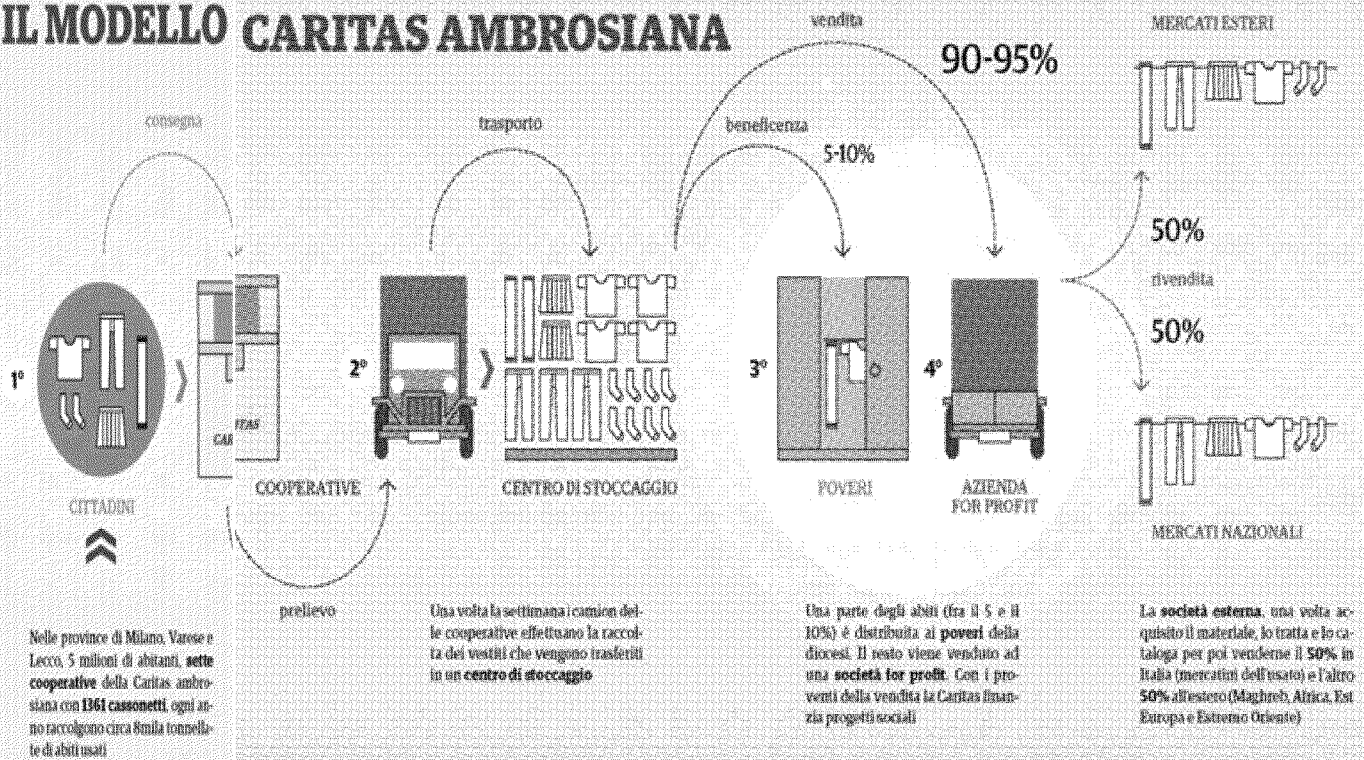 IL MODELLO CARITAS AMBROSIANA
consegna
trasporto
vendita
beneficenza
90-95%
5-10%
MERCATI ESTERI
50%
rivendita
50%
1°
2°
3°
4°
CARITAS
CITTADINI
COOPERATIVE
prelievo
CENTRO DI STOCCAGGIO
POVERI
AZIENDA
FOR PROFIT
MERCATI NAZIONALI
Nelle province di Milano, Varese e
Lecco, 5 milioni di abitanti, sette
cooperative della Caritas ambro-
siana con 1361 cassonetti, ogni an-
no raccolgono circa 8mila tonnella-
te di abiti usati
Una volta la settimana i camion del-
le cooperative effettuano la raccol-
ta dei vestiti che vengono trasferiti
in un centro di stoccaggio
Una parte degli abiti (fra il 5 e il
10%) è distribuita ai poveri della
diocesi. Il resto viene venduto ad
una società for profit. Con i pro-
venti della vendita la Caritas finan-
zia progetti sociali
La società esterna, una volta ac-
quisito il materiale, lo tratta e lo ca-
taloga per poi venderne il 50% in
Italia (mercatini dell'usato) e l'altro
50% all'estero (Maghreb, Africa, Est
Europa e Estremo Oriente)